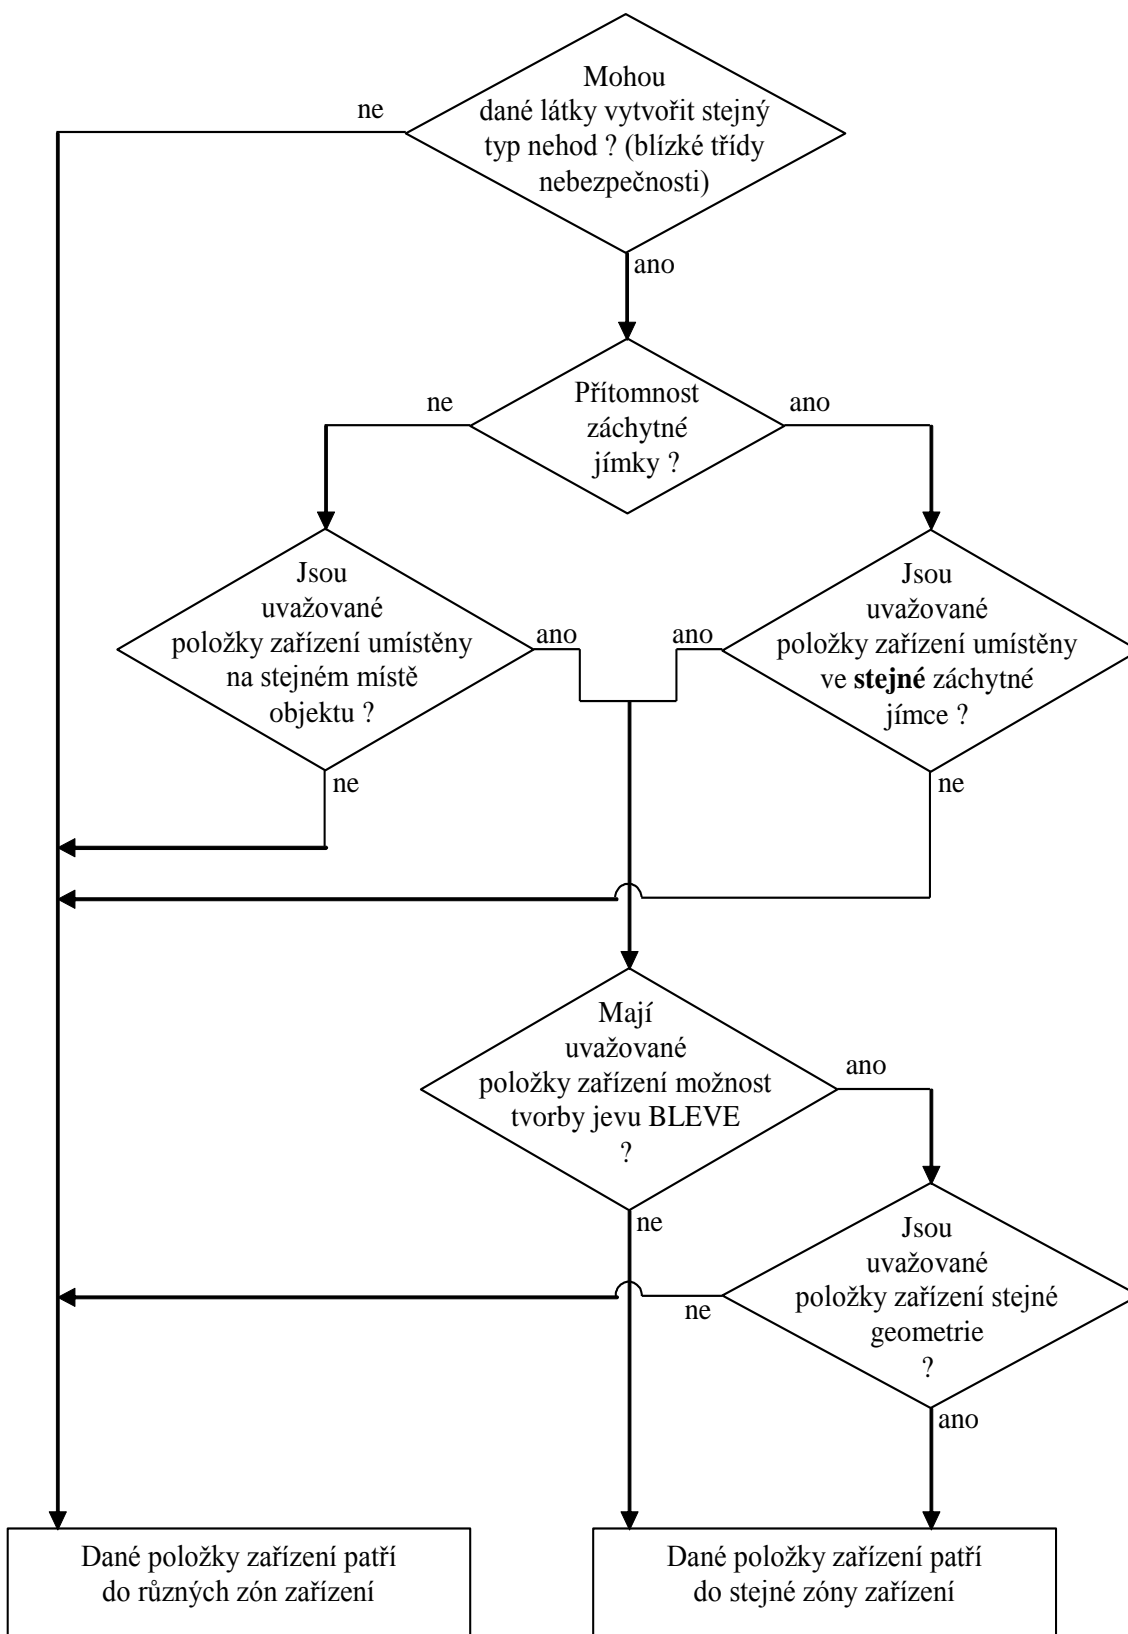 Mohou
dané látky vytvořit stejný
typ nehod ? (blízké třídy
nebezpečnosti)
ne
ano
Přítomnost
záchytné
jímky ?
ne
ano
Jsou
uvažované
položky zařízení umístěny
na stejném místě
objektu ?
ano
ne
Jsou
uvažované
položky zařízení umístěny
ve stejné záchytné
jímce ?
ano
ne
Mají
uvažované
položky zařízení možnost
tvorby jevu BLEVE
?
ano
ne
Jsou
uvažované
položky zařízení stejné
geometrie
?
ne
ano
Dané položky zařízení patří
do různých zón zařízení
Dané položky zařízení patří
do stejné zóny zařízení